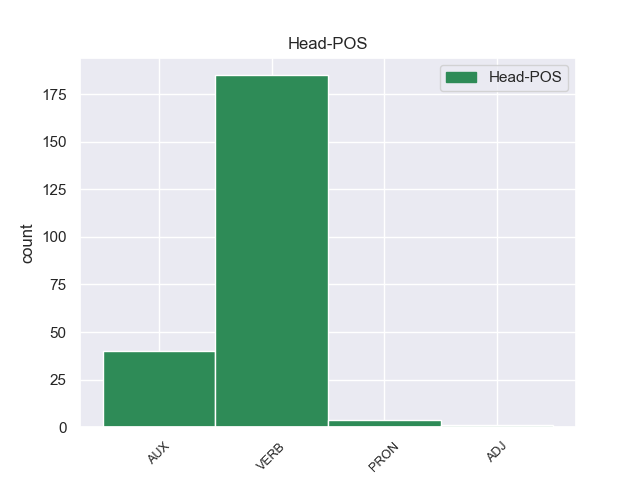 Head-POS
Head-POS
175
150
125
100
75
50
25
0
count
AUX
VERB
PRON
ADJ